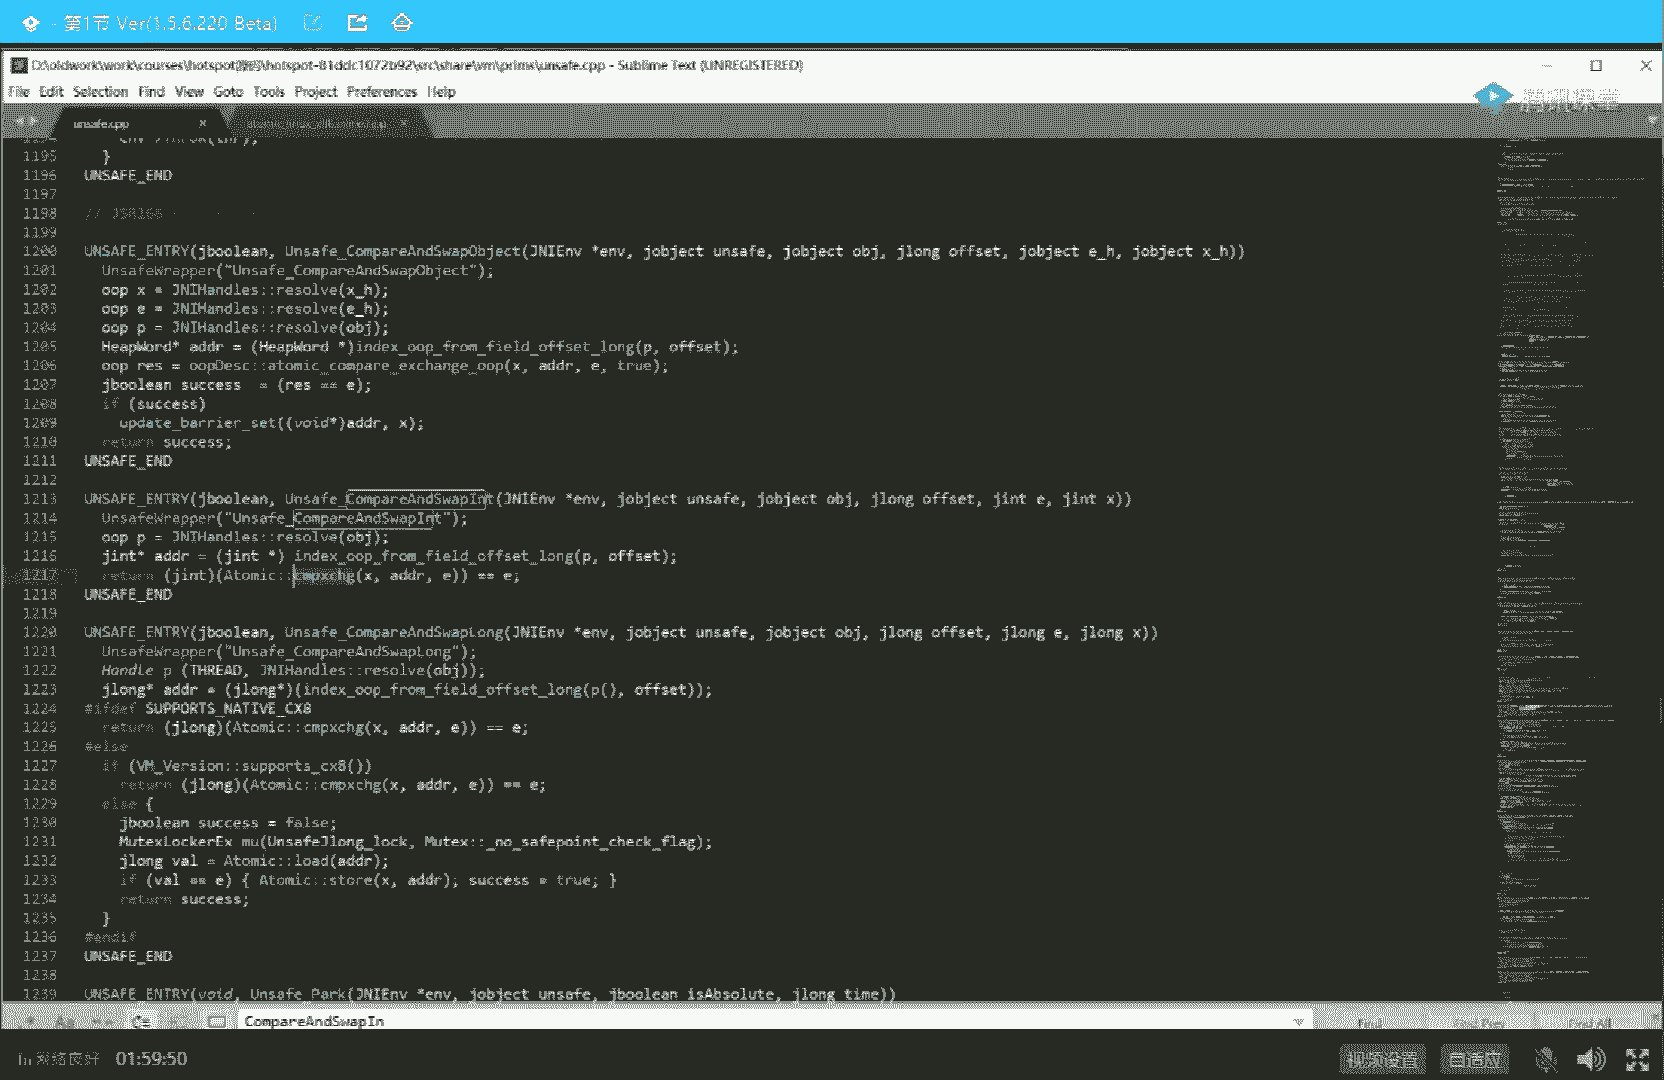 - 第1节 Ver(1.5.6.220 Beta)
\hotspot-81ddc1072b92\src\share\vm\prims\unsafe.cpp - Sublime Text (UNREGISTERED)
File Edit Selection Find View Goto Tools Project Preferences Help
unsafe.cpp ×
1195 }
1196 UNSAFE_END
1197
1198 // JSR166
1199
1200 UNSAFE_ENTRY(jboolean, Unsafe_CompareAndSwapObject(JNIEnv *env, jobject unsafe, jobject obj, jlong offset, jobject e_h, jobject x_h))
1201 UnsafeWrapper("Unsafe_CompareAndSwapObject");
1202 oop x = JNIHandles::resolve(x_h);
1203 oop e = JNIHandles::resolve(e_h);
1204 oop p = JNIHandles::resolve(obj);
1205 HeapWord* addr = (HeapWord *)index_oop_from_field_offset_long(p, offset);
1206 oop res = oopDesc::atomic_compare_exchange_oop(x, addr, e, true);
1207 jboolean success  = (res == e);
1208 if (success)
1209 update_barrier_set((void*)addr, x);
1210 return success;
1211 UNSAFE_END
1212
1213 UNSAFE_ENTRY(jboolean, Unsafe_CompareAndSwapInt(JNIEnv *env, jobject unsafe, jobject obj, jlong offset, jint e, jint x))
1214 UnsafeWrapper("Unsafe_CompareAndSwapInt");
1215 oop p = JNIHandles::resolve(obj);
1216 jint* addr = (jint *) index_oop_from_field_offset_long(p, offset);
1217 return (jint)(Atomic::cmpxchg(x, addr, e)) == e;
1218 UNSAFE_END
1219
1220 UNSAFE_ENTRY(jboolean, Unsafe_CompareAndSwapLong(JNIEnv *env, jobject unsafe, jobject obj, jlong offset, jlong e, jlong x))
1221 UnsafeWrapper("Unsafe_CompareAndSwapLong");
1222 Handle p (THREAD, JNIHandles::resolve(obj));
1223 jlong* addr = (jlong*)(index_oop_from_field_offset_long(p(), offset));
1224 #ifdef SUPPORTS_NATIVE_CX8
1225 return (jlong)(Atomic::cmpxchg(x, addr, e)) == e;
1226 #else
1227 if (VM_Version::supports_cx8())
1228 return (jlong)(Atomic::cmpxchg(x, addr, e)) == e;
1229 else {
1230 jboolean success = false;
1231 MutexLockerEx mu(UnsafeJlong_lock, Mutex::_no_safepoint_check_flag);
1232 jlong val = Atomic::load(addr);
1233 if (val == e) { Atomic::store(x, addr); success = true; }
1234 return success;
1235 }
1236 #endif
1237 UNSAFE_END
1238
1239 UNSAFE_ENTRY(void, Unsafe_Park(JNIEnv *env, jobject unsafe, jboolean isAbsolute, jlong time))
CompareAndSwapIn
网络良好 01:59:50 视频设置 自适应